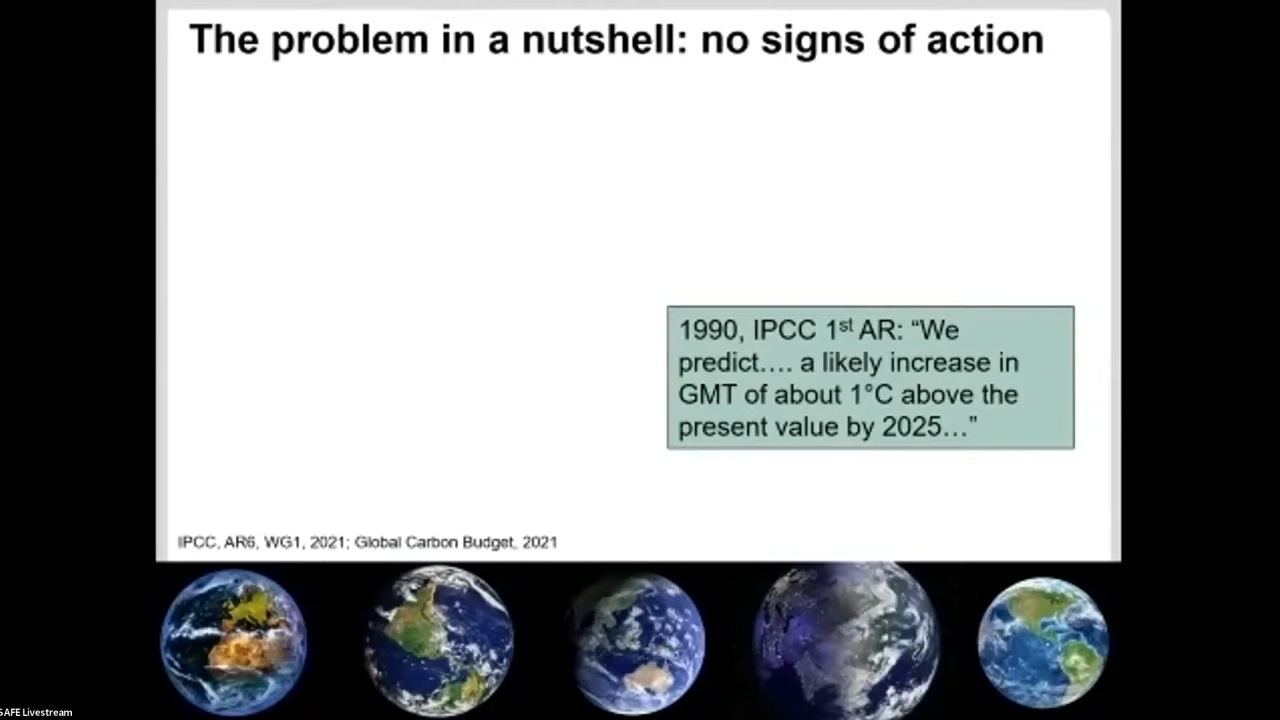 The problem in a nutshell: no signs of action
1990, IPCC 1st AR: “We
predict…. a likely increase in
GMT of about 1°C above the
present value by 2025…”
IPCC, AR6, WG1, 2021; Global Carbon Budget, 2021
SAFE Livestream